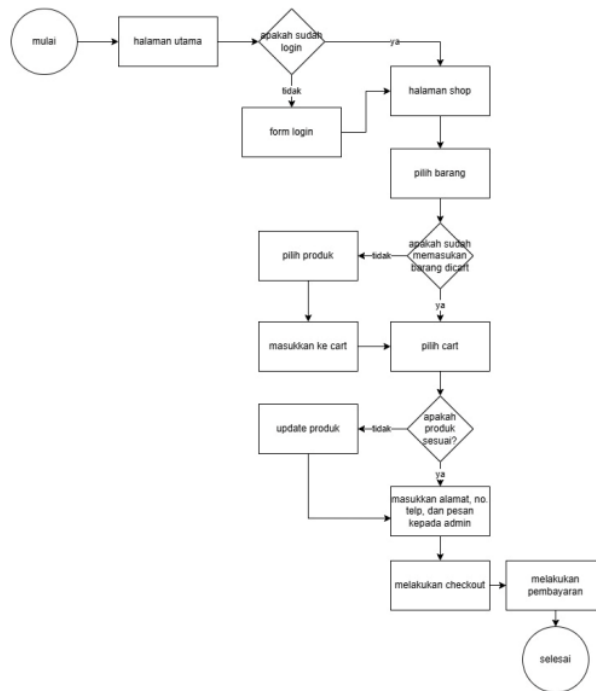 mulai
halaman utama
apakah sudah
login
ya
halaman shop
tidak
form login
pilih barang
apakah sudah
memasukan
barang dicart
tidak
pilih produk
ya
masukkan ke cart
pilih cart
apakah
produk
sesuai?
tidak
update produk
ya
masukkan alamat, no.
telp, dan pesan
kepada admin
melakukan checkout
melakukan
pembayaran
selesai